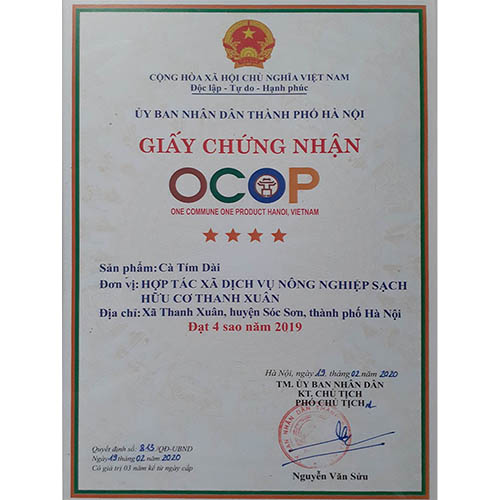 CỘNG HÒA XÃ HỘI CHỦ NGHĨA VIỆT NAM
Độc lập - Tự do - Hạnh phúc
ỦY BAN NHÂN DÂN THÀNH PHỐ HÀ NỘI
GIẤY CHỨNG NHẬN
OCOP
ONE COMMUNE ONE PRODUCT HANOI, VIETNAM
Sản phẩm: Cà Tím Dài
Đơn vị: HỢP TÁC XÃ DỊCH VỤ NÔNG NGHIỆP SẠCH
HỮU CƠ THANH XUÂN
Địa chỉ: Xã Thanh Xuân, huyện Sóc Sơn, thành phố Hà Nội
Đạt 4 sao năm 2019
Hà Nội, ngày 19 tháng 02 năm 2020
TM. ỦY BAN NHÂN DÂN
KT. CHỦ TỊCH
PHÓ CHỦ TỊCH
Quyết định số: 813/QĐ-UBND
Ngày 19 tháng 02 năm 2020
Có giá trị 03 năm kể từ ngày cấp
Nguyễn Văn Sửu